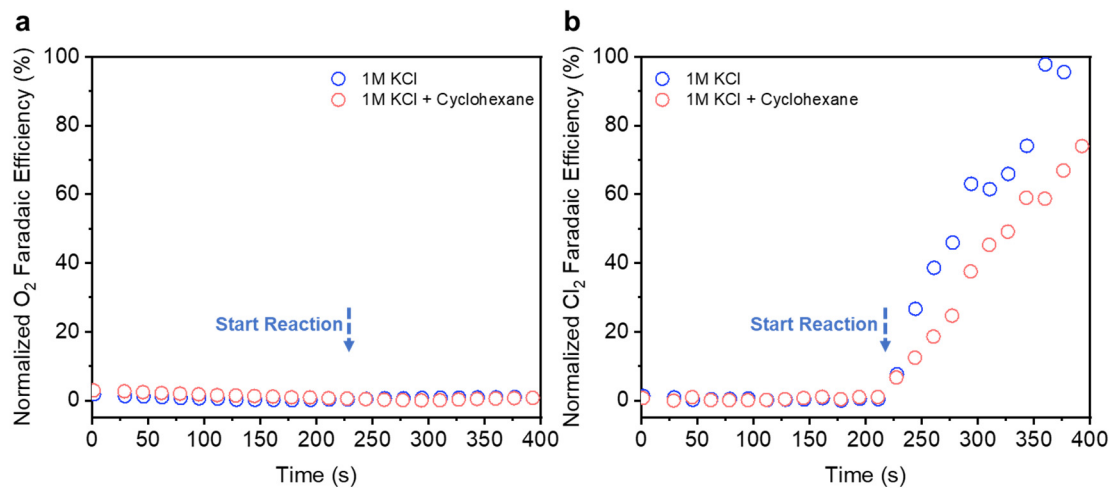 a
Normalized O₂ Faradaic Efficiency (%)
100
80
60
40
20
0
1M KCl
1M KCl + Cyclohexane
Start Reaction
0 50 100 150 200 250 300 350 400
Time (s)
b
Normalized Cl₂ Faradaic Efficiency (%)
100
80
60
40
20
0
1M KCl
1M KCl + Cyclohexane
Start Reaction
0 50 100 150 200 250 300 350 400
Time (s)